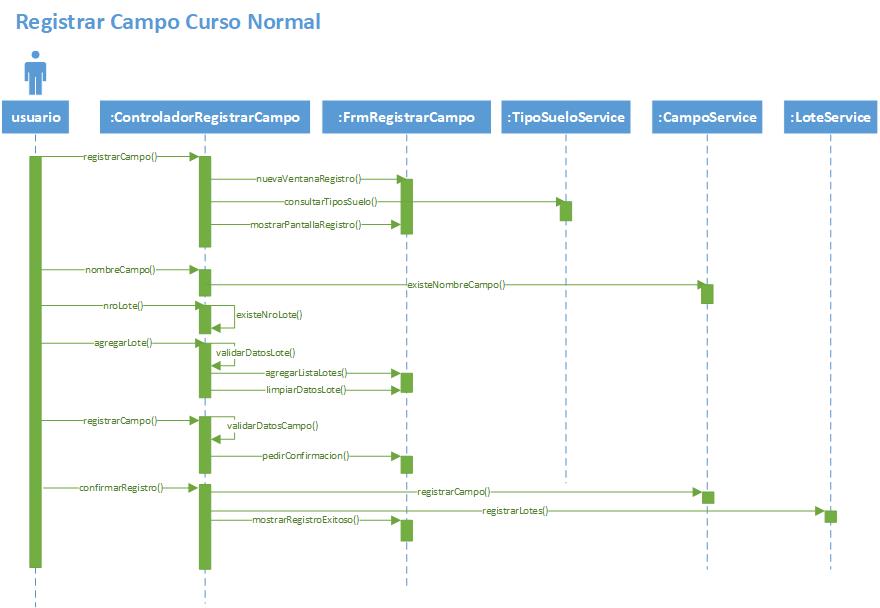 Registrar Campo Curso Normal
usuario
:ControladorRegistrarCampo
:FrmRegistrarCampo
:TipoSueloService
:CampoService
:LoteService
registrarCampo()
nuevaVentanaRegistro()
consultarTiposSuelo()
mostrarPantallaRegistro()
nombreCampo()
existeNombreCampo()
nroLote()
existeNroLote()
agregarLote()
validarDatosLote()
agregarListaLotes()
limpiarDatosLote()
registrarCampo()
validarDatosCampo()
pedirConfirmacion()
confirmarRegistro()
registrarCampo()
registrarLotes()
mostrarRegistroExitoso()